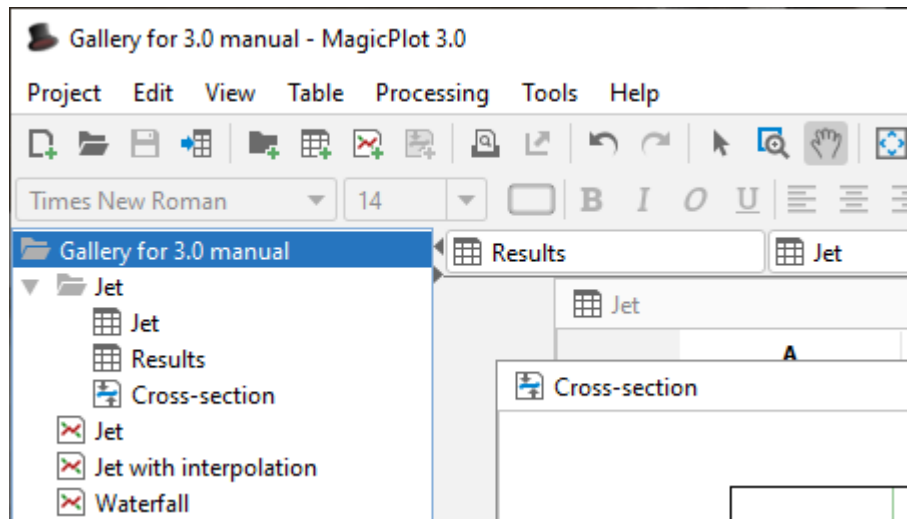 Gallery for 3.0 manual - MagicPlot 3.0
Project Edit View Table Processing Tools Help
Times New Roman 14 B I O U
Gallery for 3.0 manual
Results Jet
Jet
Jet
Jet
A
Results
Cross-section
Cross-section
Jet
Jet with interpolation
Waterfall